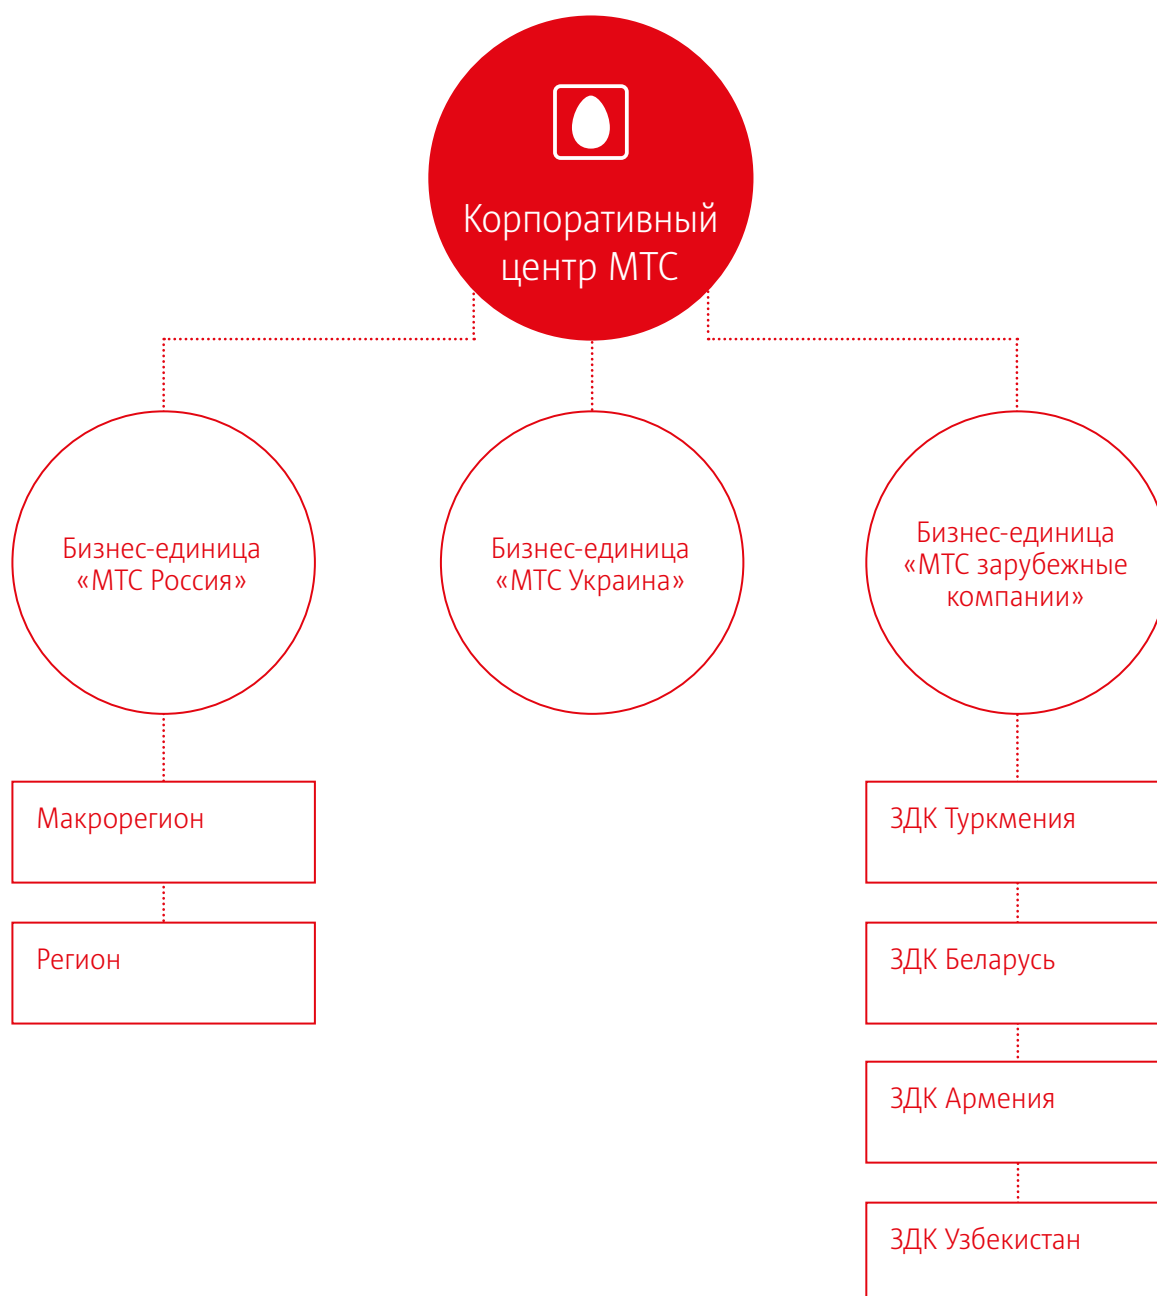 Корпоративный
центр МТС
Бизнес-единица
«МТС Россия»
Бизнес-единица
«МТС Украина»
Бизнес-единица
«МТС зарубежные
компании»
Макрорегион
Регион
ЗДК Туркмения
ЗДК Беларусь
ЗДК Армения
ЗДК Узбекистан